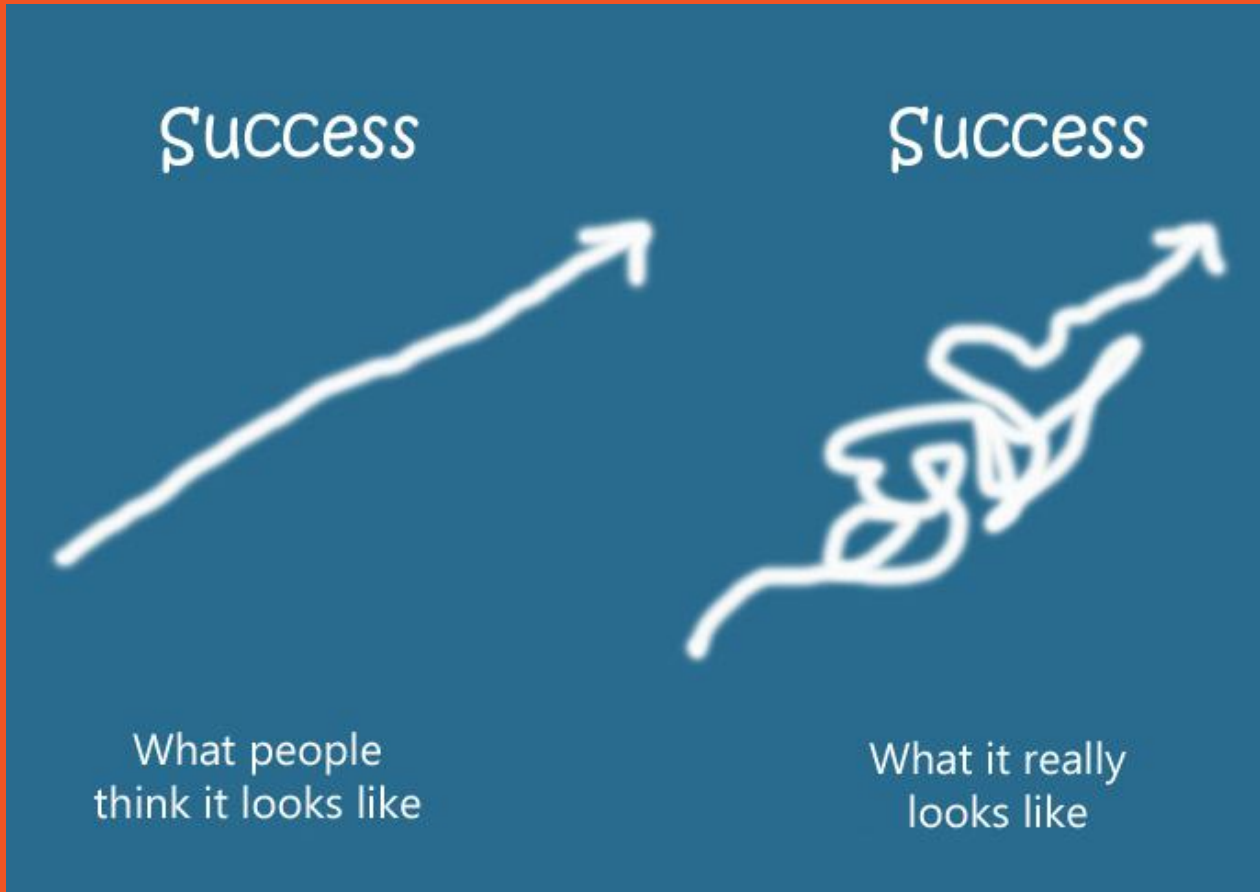 Success
What people
think it looks like
Success
What it really
looks like